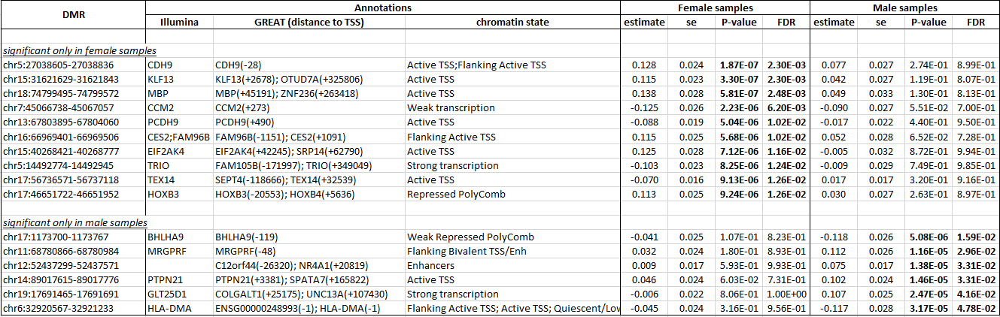 DMR Annotations Female samples Male samples
Illumina GREAT (distance to TSS) chromatin state estimate se P-value FDR estimate se P-value FDR
significant only in female samples
chr5:27038605-27038836 CDH9 CDH9(-28) Active TSS;Flanking Active TSS 0.128 0.024 1.87E-07 2.30E-03 0.077 0.027 2.74E-01 8.99E-01
chr15:31621629-31621843 KLF13 KLF13(+2678); OTUD7A(+325806) Active TSS 0.115 0.023 3.30E-07 2.30E-03 0.042 0.027 1.19E-01 8.07E-01
chr18:74799495-74799572 MBP MBP(+45191); ZNF236(+263418) Active TSS 0.138 0.028 5.81E-07 2.48E-03 0.049 0.033 1.30E-01 8.13E-01
chr7:45066738-45067057 CCM2 CCM2(+273) Weak transcription -0.125 0.026 2.23E-06 6.20E-03 -0.090 0.027 5.51E-02 7.00E-01
chr13:67803895-67804060 PCDH9 PCDH9(+490) Active TSS -0.088 0.019 5.04E-06 1.02E-02 -0.017 0.022 4.40E-01 9.50E-01
chr16:66969401-66969506 CES2;FAM96B FAM96B(-1151); CES2(+1091) Flanking Active TSS 0.115 0.025 5.68E-06 1.02E-02 0.052 0.028 6.52E-02 7.28E-01
chr15:40268421-40268777 EIF2AK4 EIF2AK4(+42245); SRP14(+62790) Active TSS 0.125 0.028 7.12E-06 1.16E-02 -0.005 0.032 8.72E-01 9.94E-01
chr5:14492774-14492945 TRIO FAM105B(-171997); TRIO(+349049) Strong transcription -0.103 0.023 8.25E-06 1.24E-02 -0.009 0.029 7.49E-01 9.85E-01
chr17:56736571-56737118 TEX14 SEPT4(-118666); TEX14(+32539) Active TSS -0.070 0.016 9.13E-06 1.26E-02 0.017 0.017 3.20E-01 9.16E-01
chr17:46651722-46651952 HOXB3 HOXB3(-20553); HOXB4(+5636) Repressed PolyComb 0.113 0.025 9.24E-06 1.26E-02 0.030 0.027 2.63E-01 8.97E-01
significant only in male samples
chr17:1173700-1173767 BHLHA9 BHLHA9(-119) Weak Repressed PolyComb -0.041 0.025 1.07E-01 8.23E-01 -0.118 0.026 5.08E-06 1.59E-02
chr11:68780866-68780984 MRGPRF MRGPRF(-48) Flanking Bivalent TSS/Enh 0.032 0.024 1.80E-01 8.93E-01 0.112 0.026 1.16E-05 2.96E-02
chr12:52437299-52437571 C12orf44(-26320); NR4A1(+20819) Enhancers 0.009 0.017 5.93E-01 9.93E-01 0.075 0.017 1.38E-05 3.31E-02
chr14:89017615-89017776 PTPN21 PTPN21(+3381); SPATA7(+165822) Active TSS 0.046 0.024 6.03E-02 7.31E-01 0.102 0.024 1.46E-05 3.31E-02
chr19:17691465-17691691 GLT25D1 COLGALT1(+25175); UNC13A(+107430) Strong transcription -0.006 0.022 8.06E-01 1.00E+00 0.107 0.025 2.47E-05 4.16E-02
chr6:32920567-32921233 HLA-DMA ENSG00000248993(-1); HLA-DMA(-1) Flanking Active TSS; Active TSS; Quiescent/Low -0.045 0.024 3.16E-01 9.56E-01 -0.117 0.028 3.17E-05 4.78E-02